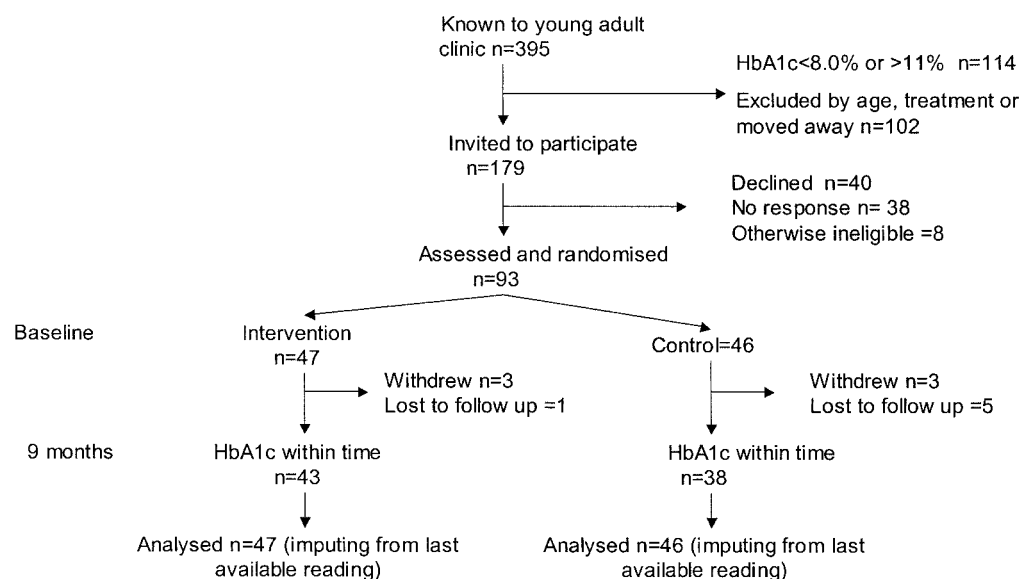 Known to young adult
clinic n=395
HbA1c<8.0% or >11% n=114
Excluded by age, treatment or
moved away n=102
Invited to participate
n=179
Declined n=40
No response n= 38
Otherwise ineligible =8
Assessed and randomised
n=93
Baseline
Intervention
n=47
Control=46
Withdrew n=3
Lost to follow up =1
Withdrew n=3
Lost to follow up =5
9 months
HbA1c within time
n=43
HbA1c within time
n=38
Analysed n=47 (imputing from last
available reading)
Analysed n=46 (imputing from last
available reading)